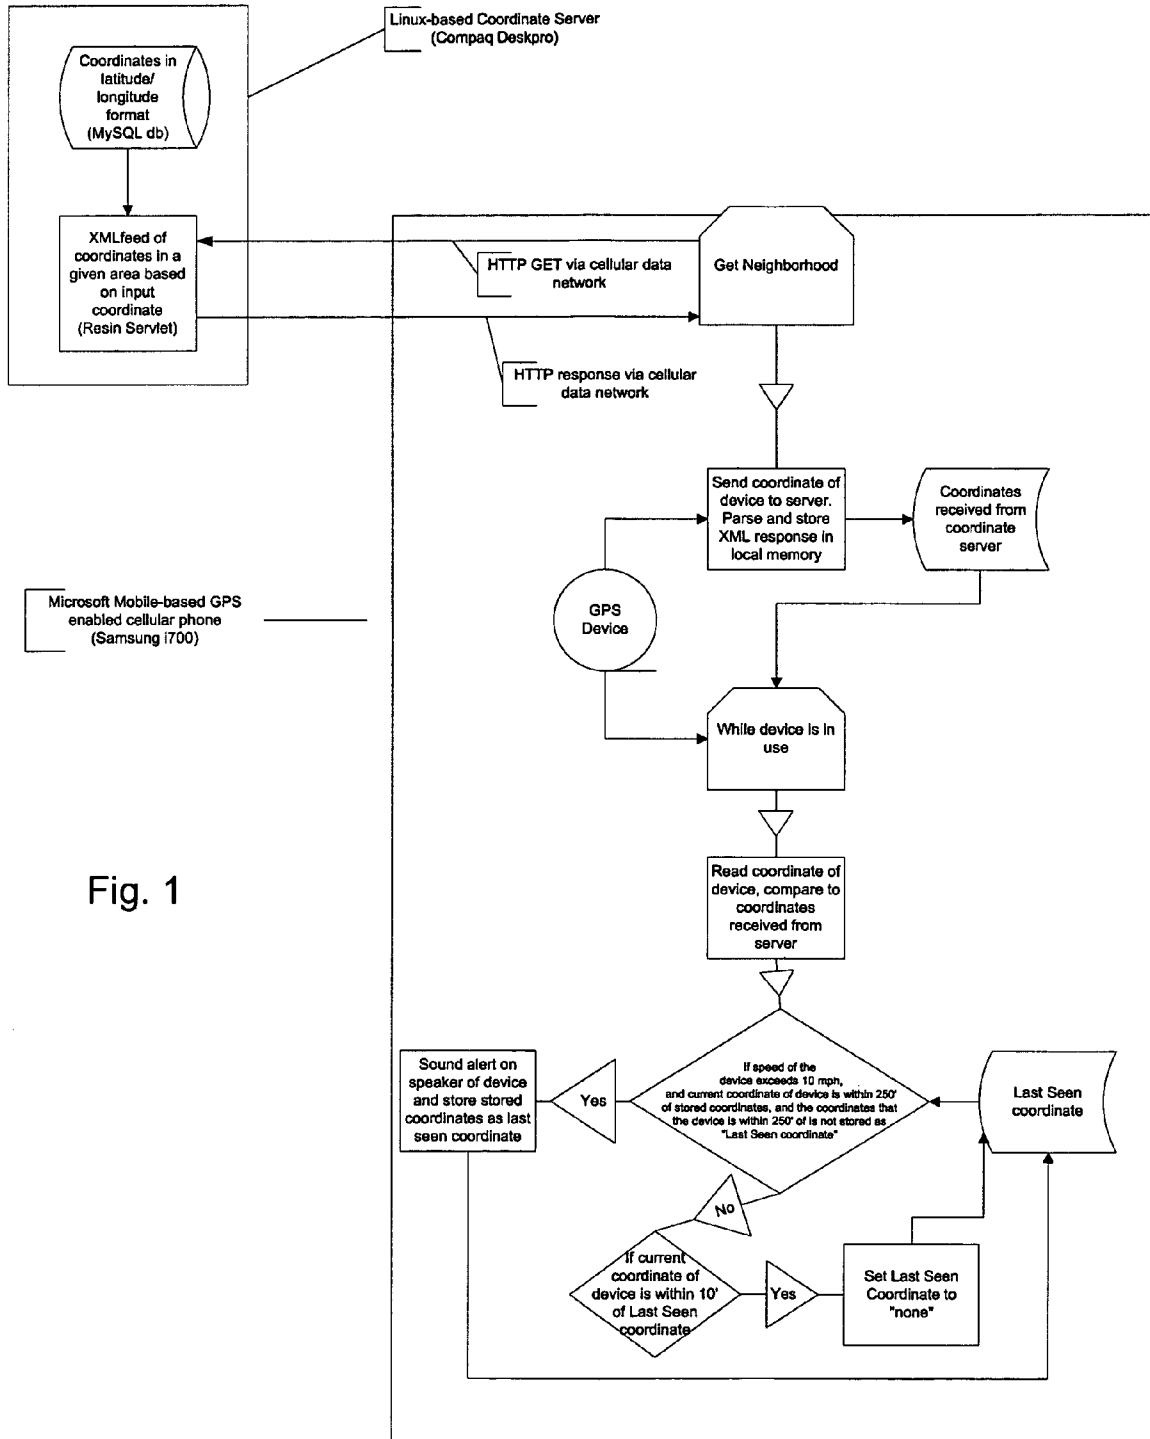 Linux-based Coordinate Server
(Compaq Deskpro)
Coordinates in
latitude/
longitude
format
(MySQL db)
XMLfeed of
coordinates in a
given area based
on input
coordinate
(Resin Servlet)
Get Neighborhood
HTTP GET via cellular data
network
HTTP response via cellular
data network
Send coordinate of
device to server.
Parse and store
XML response in
local memory
Coordinates
received from
coordinate
server
Microsoft Mobile-based GPS
enabled cellular phone
(Samsung i700)
GPS
Device
While device is in
use
Fig. 1
Read coordinate of
device, compare to
coordinates
received from
server
If speed of the
device exceeds 10 mph,
and current coordinate of device is within 250'
of stored coordinates, and the coordinates that
the device is within 250' of is not stored as
"Last Seen coordinate"
Sound alert on
speaker of device
and store stored
coordinates as last
seen coordinate
Yes
Last Seen
coordinate
No
If current
coordinate of
device is within 10'
of Last Seen
coordinate
Yes
Set Last Seen
Coordinate to
"none"